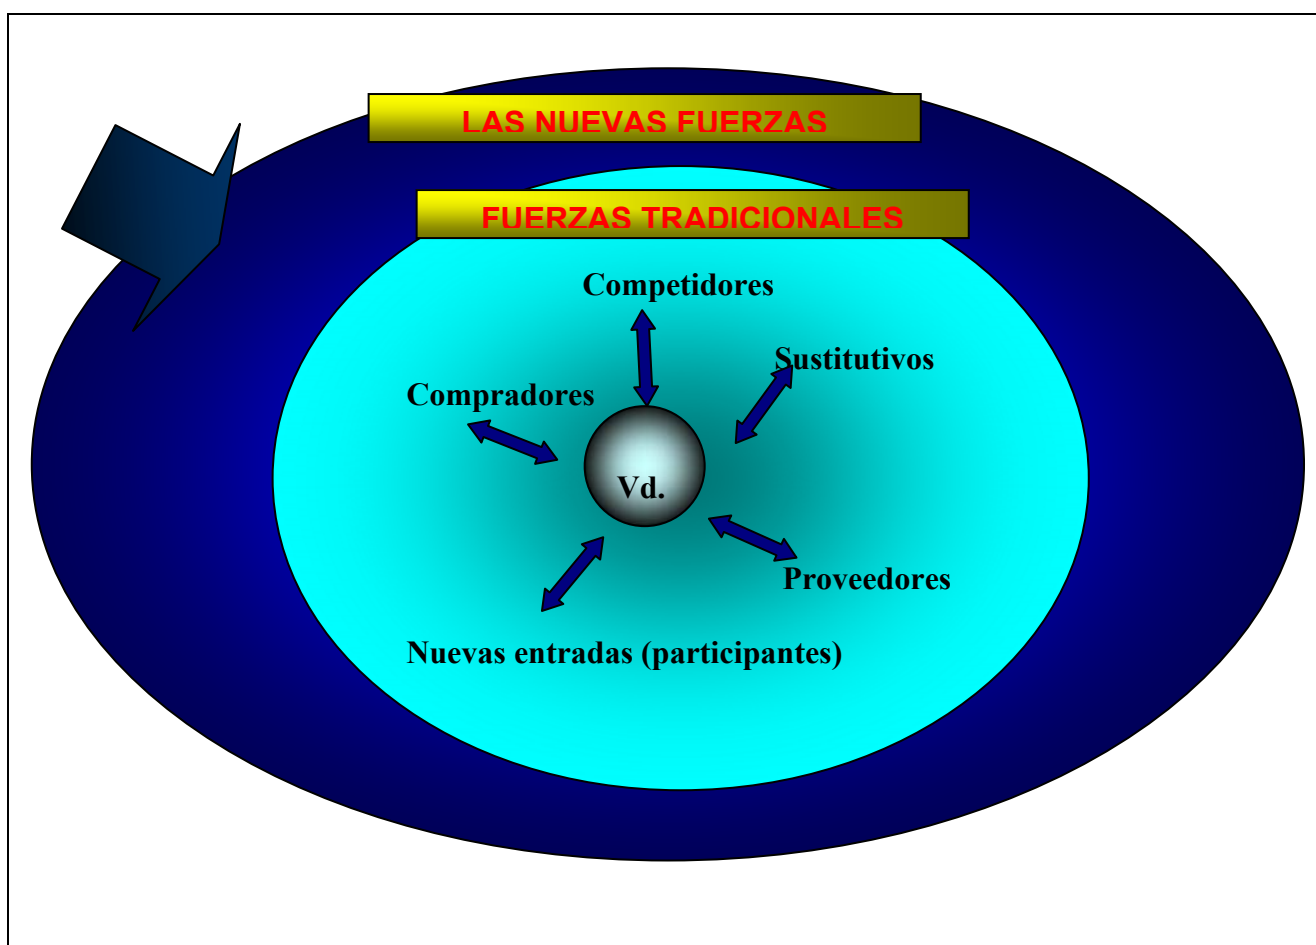 LAS NUEVAS FUERZAS
FUERZAS TRADICIONALES
Competidores
Sustitutivos
Compradores
Vd.
Proveedores
Nuevas entradas (participantes)